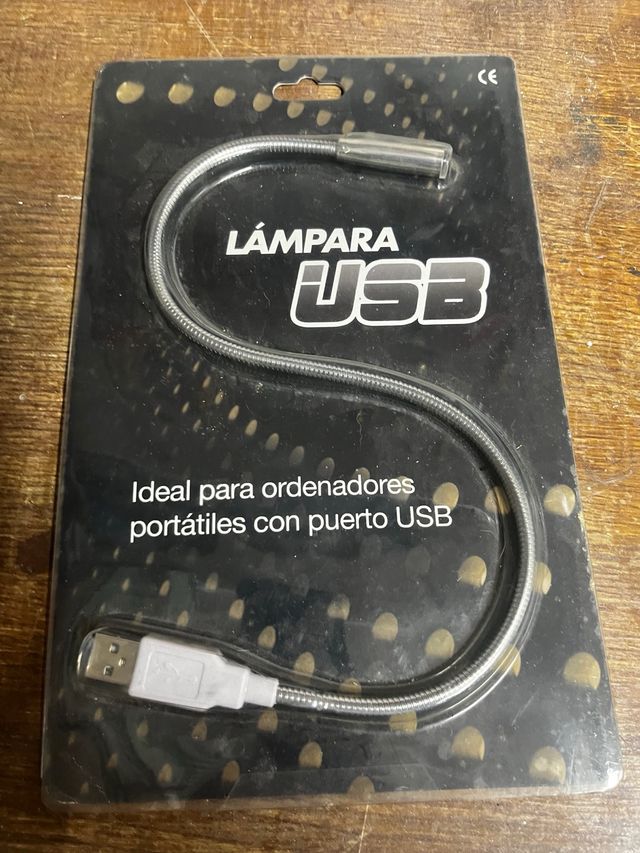 CE
LÁMPARA
USB
Ideal para ordenadores
portátiles con puerto USB